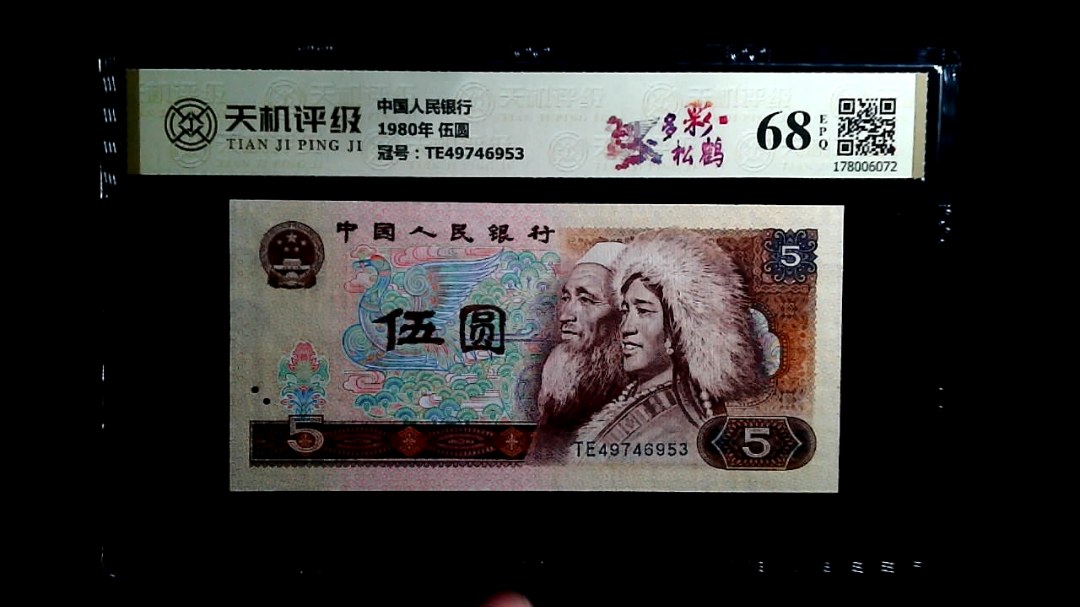 天机评级
TIAN JI PING JI
中国人民银行
1980年 伍圆
冠号：TE49746953
多彩
松鹤
68
EPQ
178006072
中国人民银行
5
伍圆
5
TE49746953
5